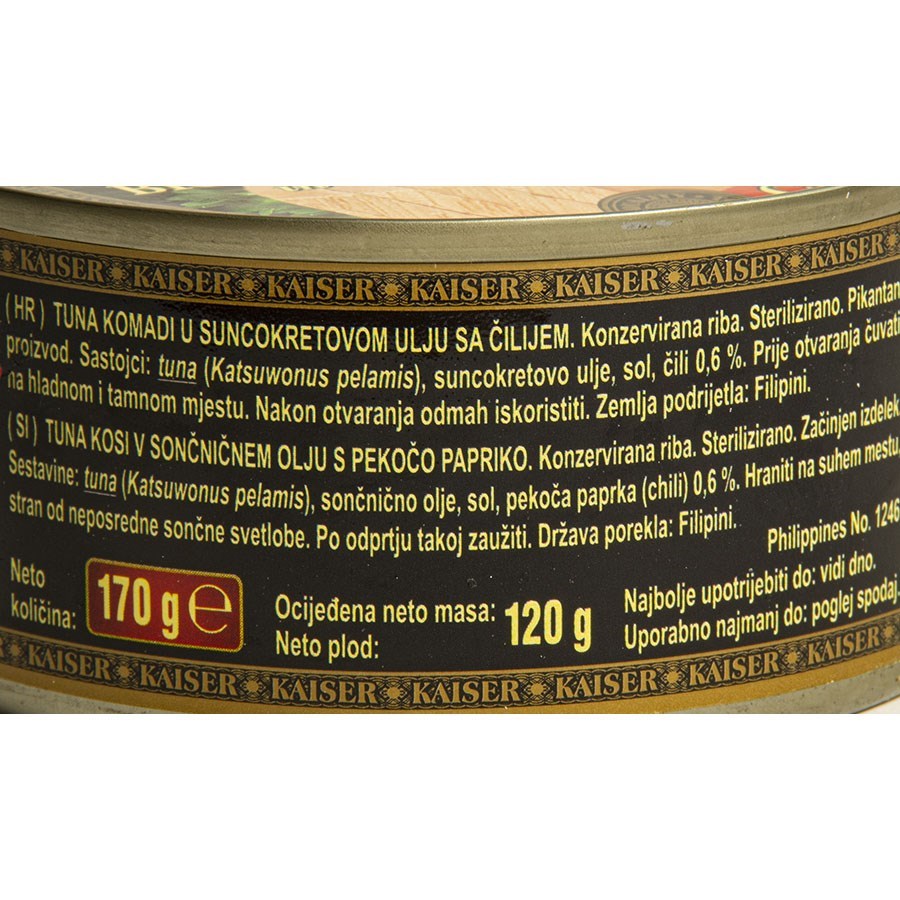 KAISER KAISER KAISER KAISER KAISER KAISER KAISER
( HR ) TUNA KOMADI U SUNCOKRETOVOM ULJU SA ČILIJEM. Konzervirana riba. Sterilizirano. Pikantan
proizvod. Sastojci: tuna (Katsuwonus pelamis), suncokretovo ulje, sol, čili 0,6 %. Prije otvaranja čuvati
na hladnom i tamnom mjestu. Nakon otvaranja odmah iskoristiti. Zemlja podrijetla: Filipini.
( SI ) TUNA KOSI V SONČNIČNEM OLJU S PEKOČO PAPRIKO. Konzervirana riba. Sterilizirano. Začinjen izdelek.
Sestavine: tuna (Katsuwonus pelamis), sončnično olje, sol, pekoča paprka (chili) 0,6 %. Hraniti na suhem mestu,
stran od neposredne sončne svetlobe. Po odprtju takoj zaužiti. Država porekla: Filipini.
Philippines No. 1246
Neto
količina:
170 g e
Ocijeđena neto masa:
Neto plod:
120 g
Najbolje upotrijebiti do: vidi dno.
Uporabno najmanj do: poglej spodaj.
KAISER KAISER KAISER KAISER KAISER KAISER KAISER